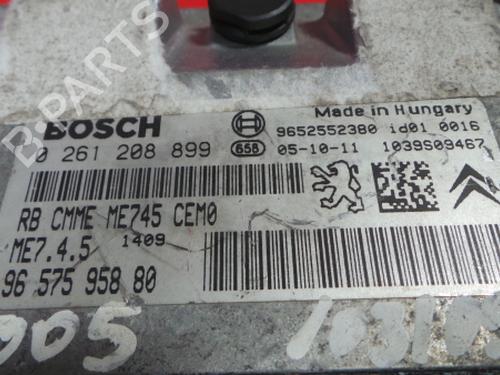 B-PARTS
Made in Hungary
BOSCH
9652552380 id01 0016
0 261 208 899
658
05-10-11 1039S09467
RB CMME ME745 CEM0
ME7.4.5 1409
96 575 958 80